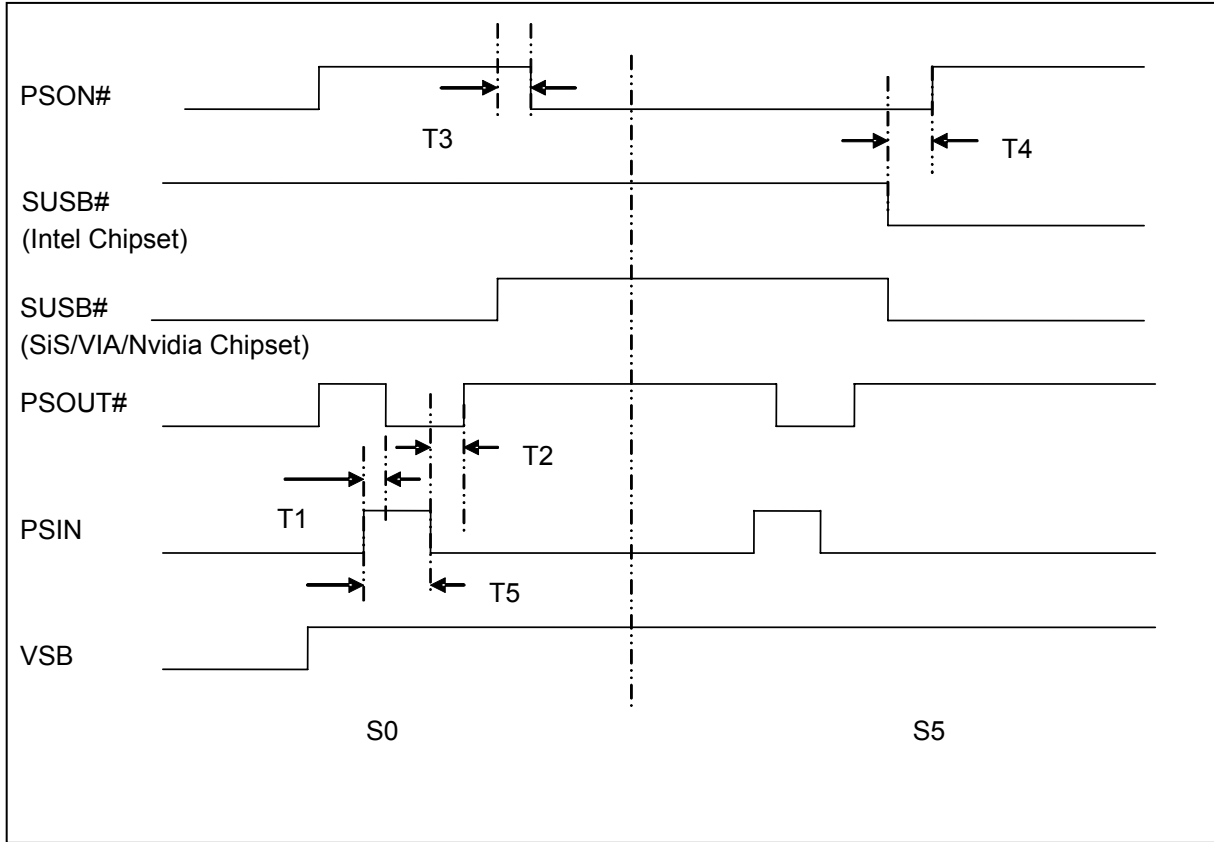 PSON#
T3
T4
SUSB#
(Intel Chipset)
SUSB#
(SiS/VIA/Nvidia Chipset)
PSOUT#
T2
T1
PSIN
T5
VSB
S0
S5